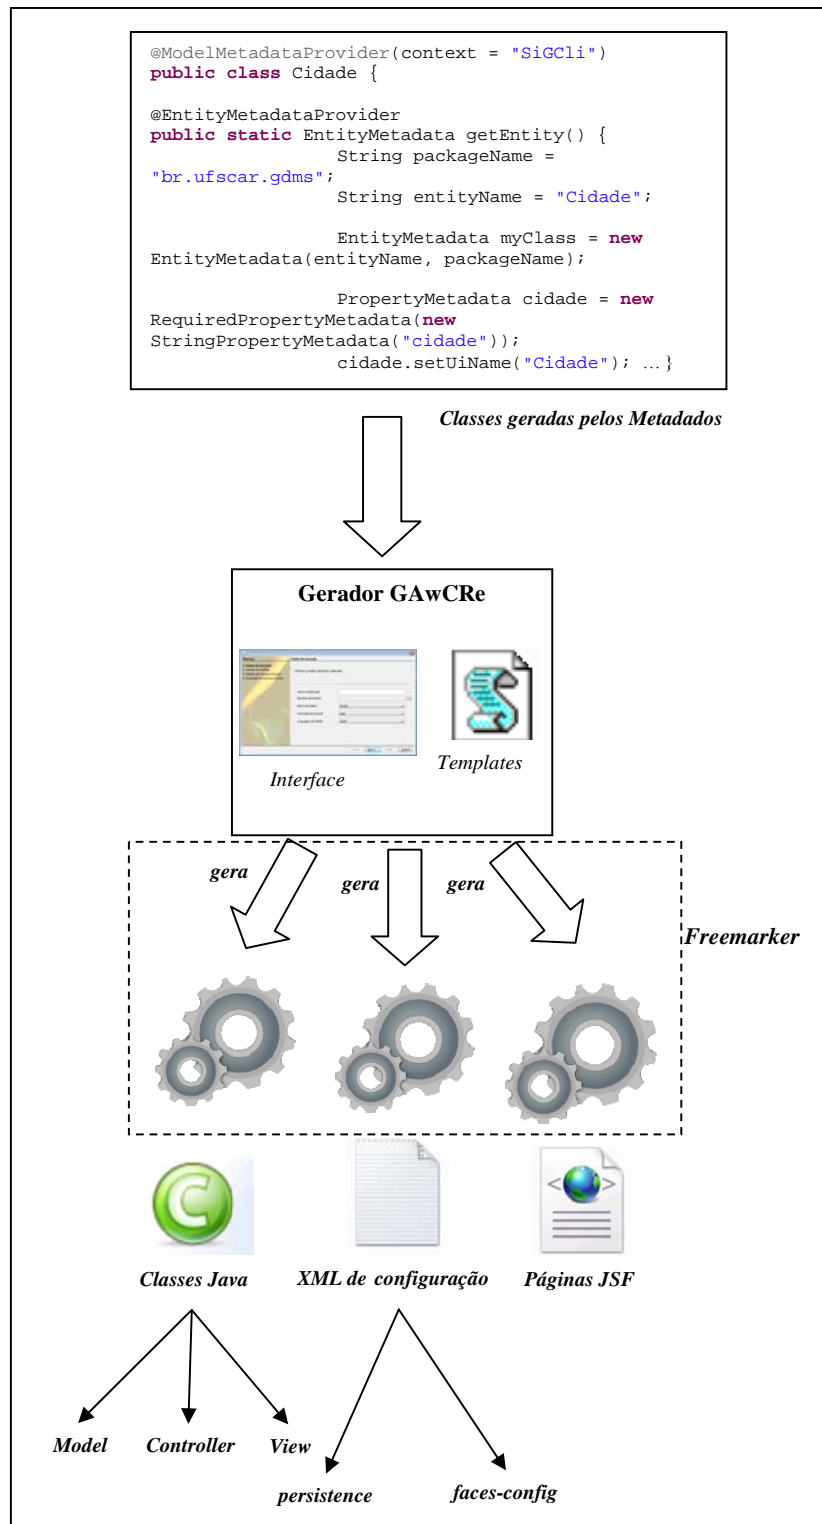 @ModelMetadataProvider(context = "SiGCli")
public class Cidade {
@EntityMetadataProvider
public static EntityMetadata getEntity() {
String packageName =
"br.ufscar.gdms";
String entityName = "Cidade";
EntityMetadata myClass = new
EntityMetadata(entityName, packageName);
PropertyMetadata cidade = new
RequiredPropertyMetadata(new
StringPropertyMetadata("cidade"));
cidade.setUiName("Cidade"); … }
Classes geradas pelos Metadados
Gerador GAwCRe
Interface
Templates
gera
gera
gera
Freemarker
Classes Java
XML de configuração
Páginas JSF
Model
Controller
View
persistence
faces-config